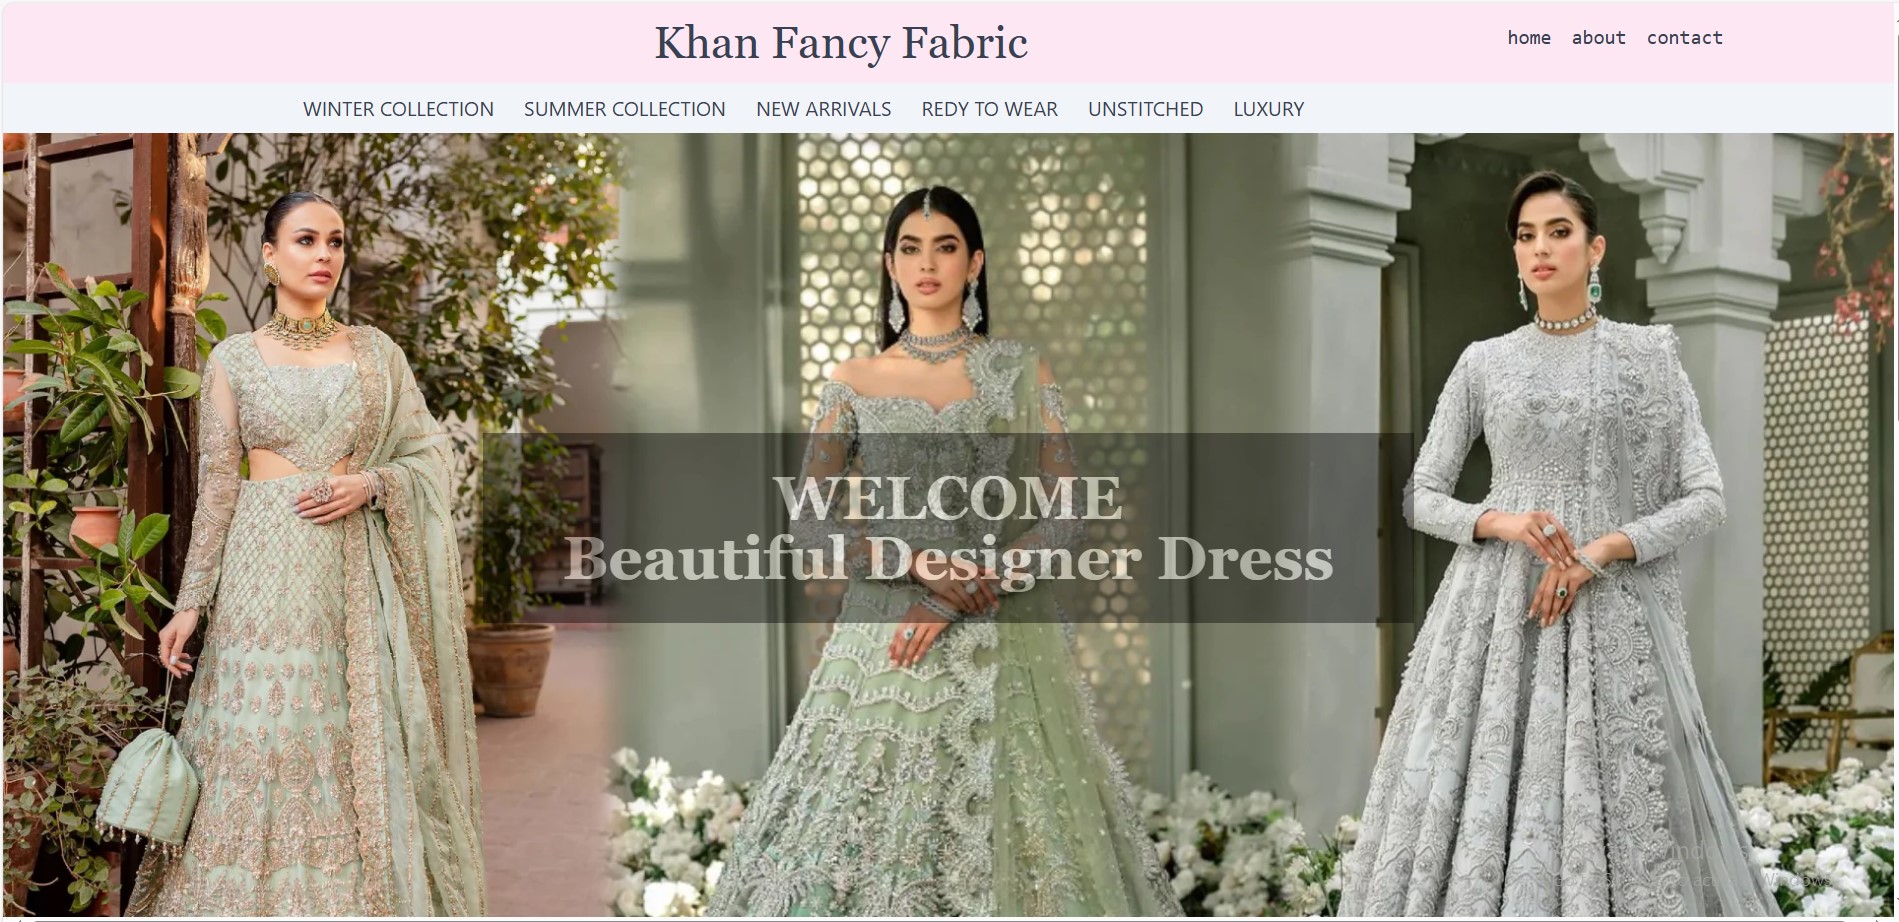 Khan Fancy Fabric
home about contact
WINTER COLLECTION SUMMER COLLECTION NEW ARRIVALS REDY TO WEAR UNSTITCHED LUXURY
WELCOME
Beautiful Designer Dress